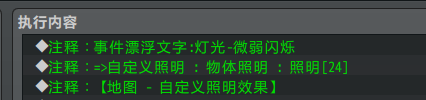 执行内容
◆注释：事件漂浮文字:灯光-微弱闪烁
◆注释：=>自定义照明 : 物体照明 : 照明[24]
◆注释：【地图 - 自定义照明效果】